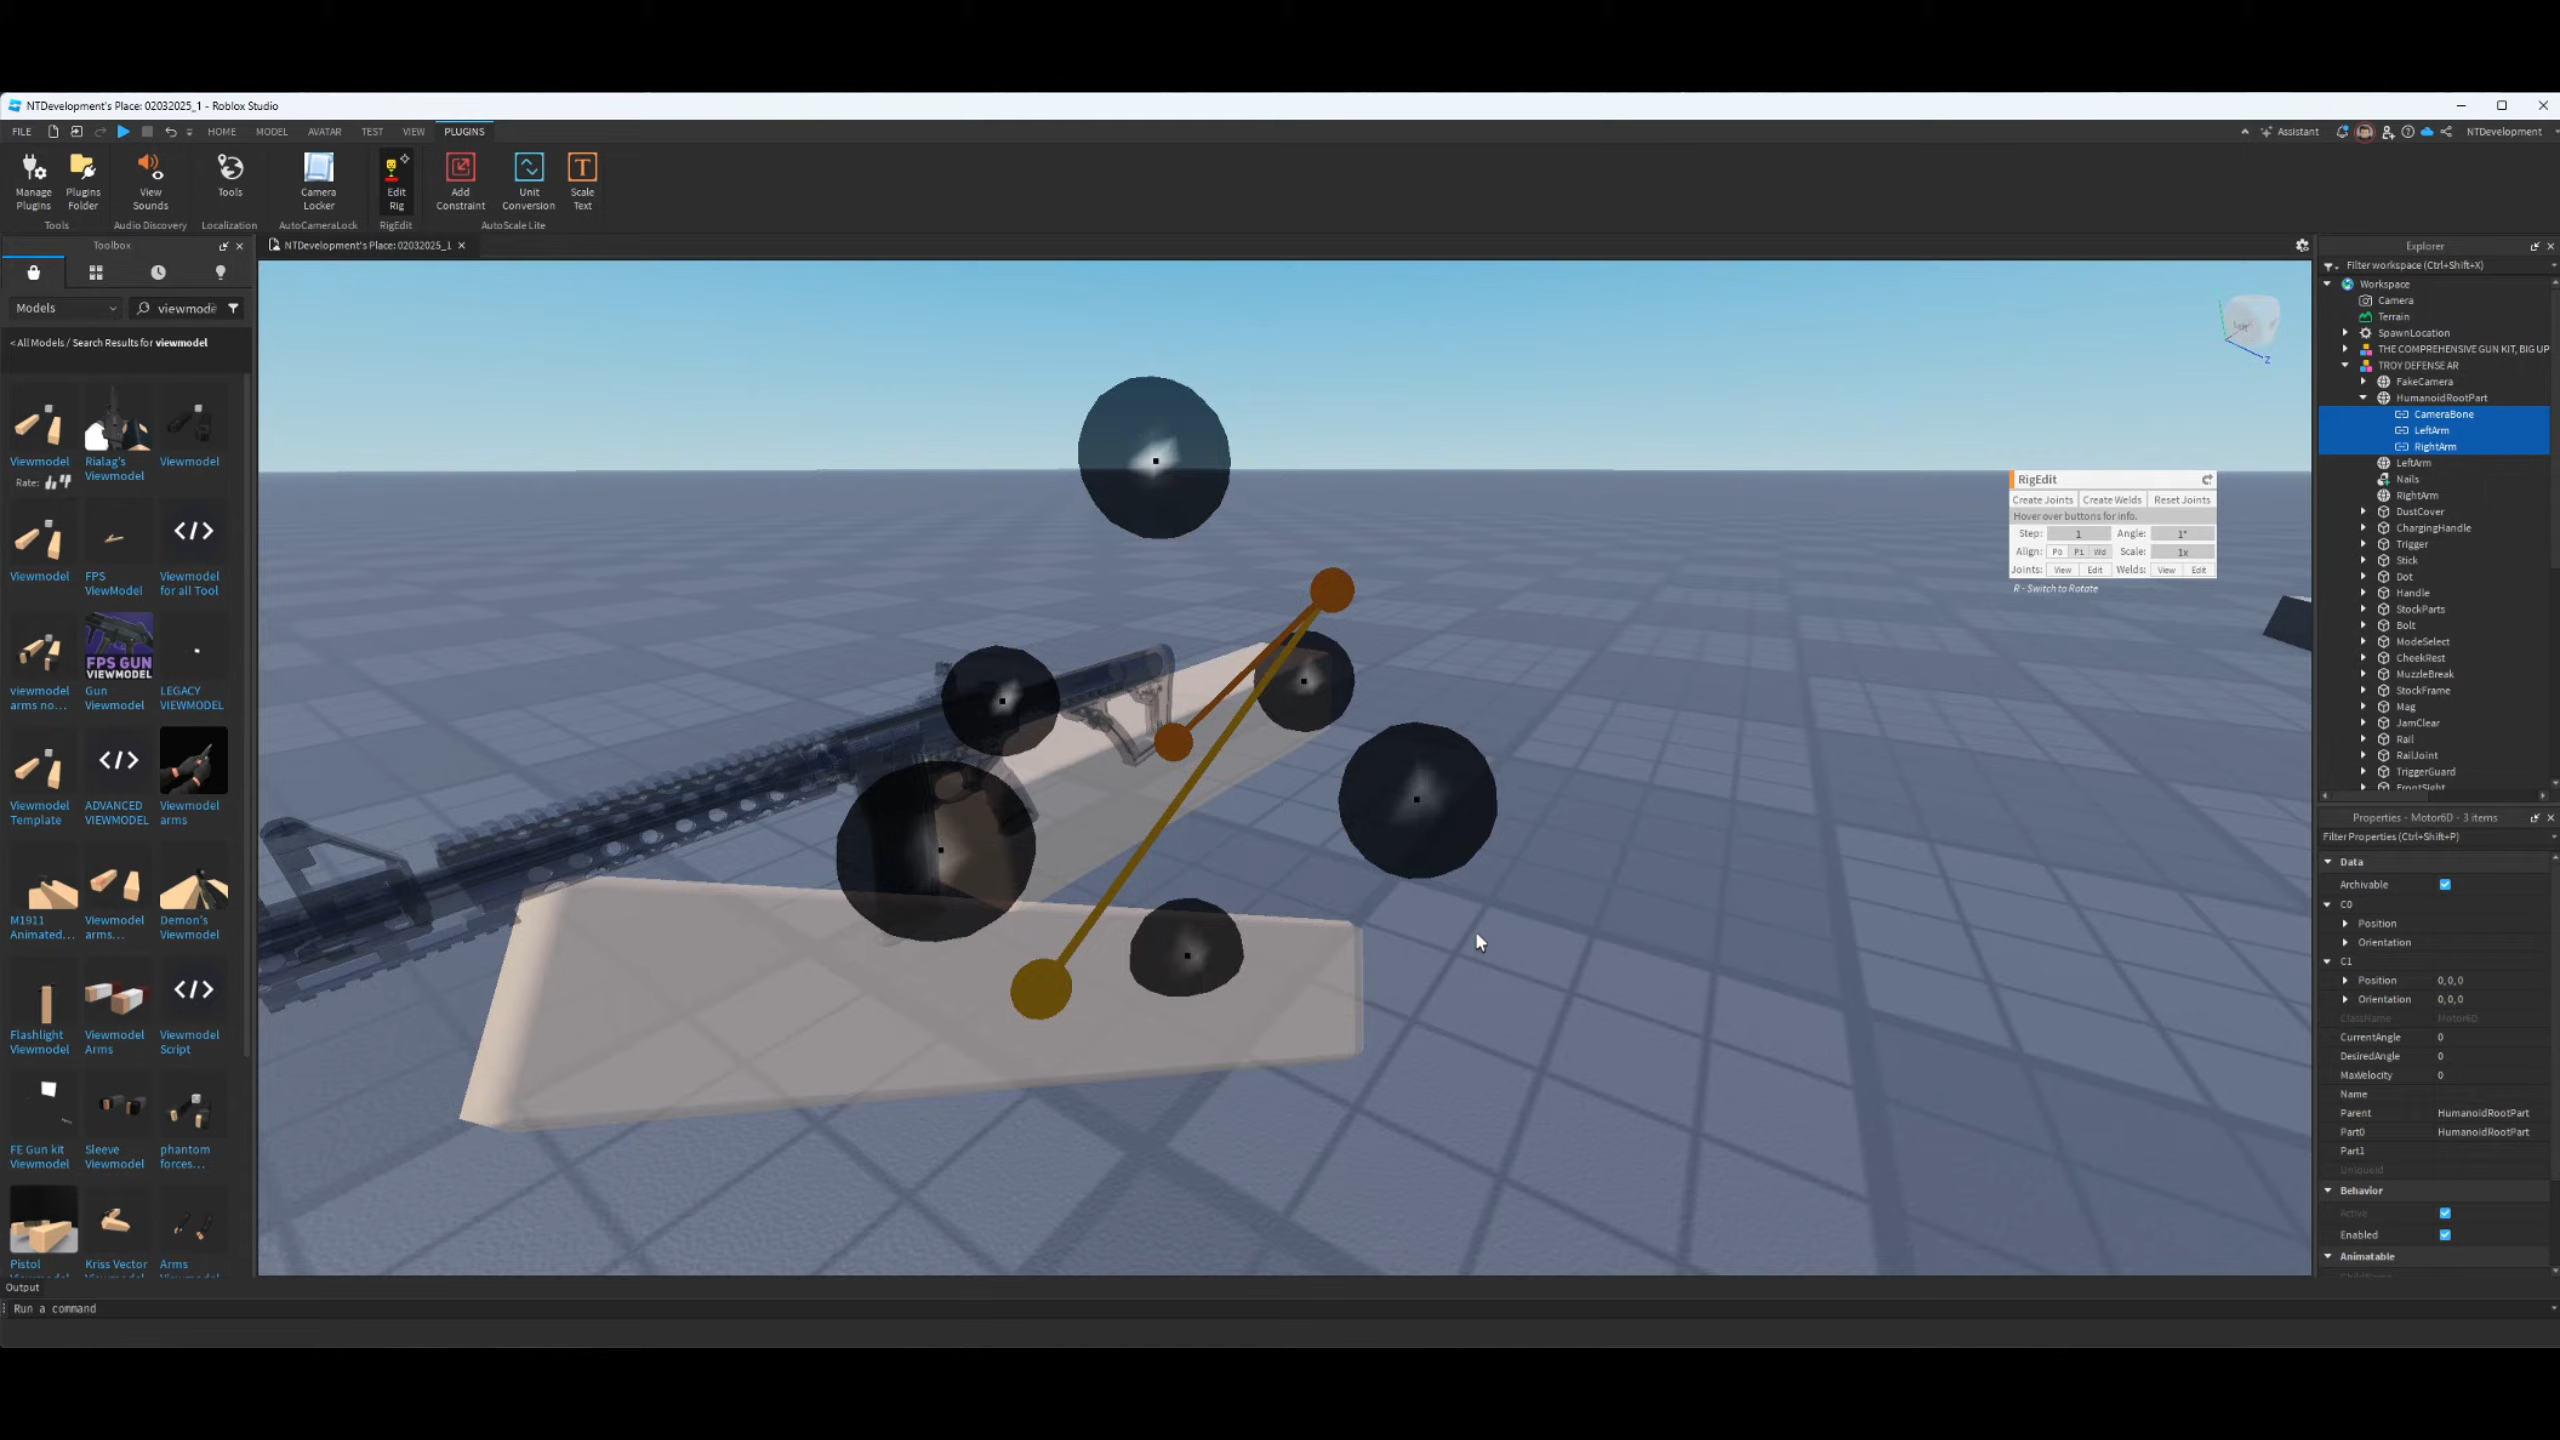 NTDevelopment's Place: 02032025_1 - Roblox Studio
FILE HOME MODEL AVATAR TEST VIEW PLUGINS Assistant NTDevelopment
Manage Plugins
Plugins Folder
View Sounds
Tools
Camera Locker
Edit Rig
Add Constraint
Unit Conversion
Scale Text
Tools Audio Discovery Localization AutoCameraLock RigEdit AutoScale Lite
Toolbox
NTDevelopment's Place: 02032025_1
Models viewmode
< All Models / Search Results for viewmodel
Viewmodel
Rate:
Rialag's Viewmodel
Viewmodel
Viewmodel
FPS ViewModel
Viewmodel for all Tool
viewmodel arms no...
FPS GUN
VIEWMODEL
Gun Viewmodel
LEGACY VIEWMODEL
Viewmodel Template
ADVANCED VIEWMODEL
Viewmodel arms
M1911 Animated...
Viewmodel arms...
Demon's Viewmodel
Flashlight Viewmodel
Viewmodel Arms
Viewmodel Script
FE Gun kit Viewmodel
Sleeve Viewmodel
phantom forces...
Pistol
Kriss Vector
Arms
Output
Run a command
Z
RigEdit
Create Joints Create Welds Reset Joints
Hover over buttons for info.
Step: 1 Angle: 1°
Align: P0 P1 Wd Scale: 1x
Joints: View Edit Welds: View Edit
R - Switch to Rotate
Explorer
Filter workspace (Ctrl+Shift+X)
Workspace
Camera
Terrain
SpawnLocation
THE COMPREHENSIVE GUN KIT, BIG UP
TROY DEFENSE AR
FakeCamera
HumanoidRootPart
CameraBone
LeftArm
RightArm
LeftArm
Nails
RightArm
DustCover
ChargingHandle
Trigger
Stick
Dot
Handle
StockParts
Bolt
ModeSelect
CheekRest
MuzzleBreak
StockFrame
Mag
JamClear
Rail
RailJoint
TriggerGuard
FrontSight
Properties - Motor6D - 3 items
Filter Properties (Ctrl+Shift+P)
Data
Archivable
C0
Position
Orientation
C1
Position 0, 0, 0
Orientation 0, 0, 0
ClassName Motor6D
CurrentAngle 0
DesiredAngle 0
MaxVelocity 0
Name
Parent HumanoidRootPart
Part0 HumanoidRootPart
Part1
UniqueId
Behavior
Active
Enabled
Animatable